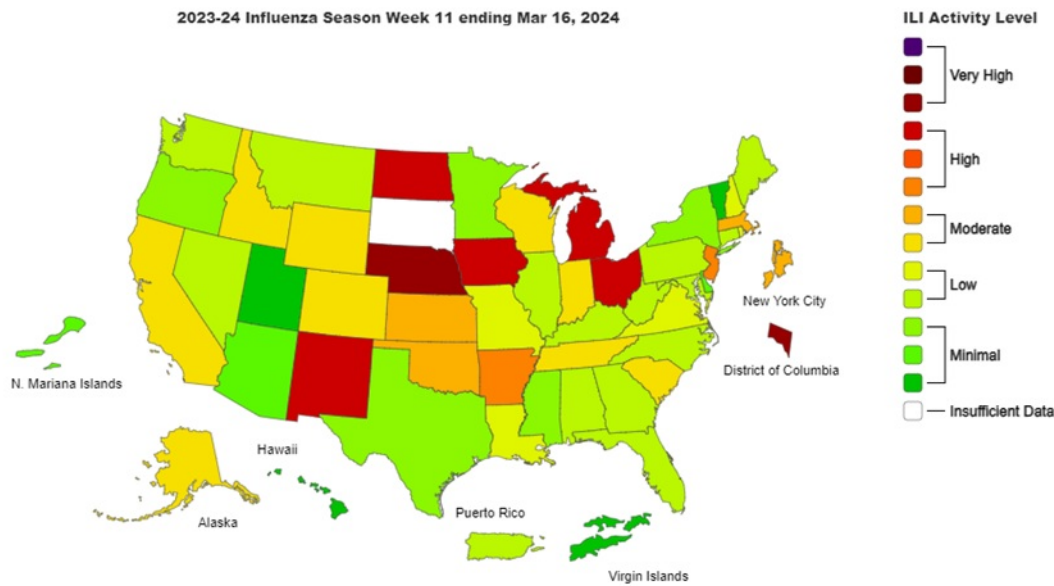 2023-24 Influenza Season Week 11 ending Mar 16, 2024
ILI Activity Level
Very High
High
Moderate
Low
Minimal
Insufficient Data
New York City
District of Columbia
N. Mariana Islands
Hawaii
Alaska
Puerto Rico
Virgin Islands